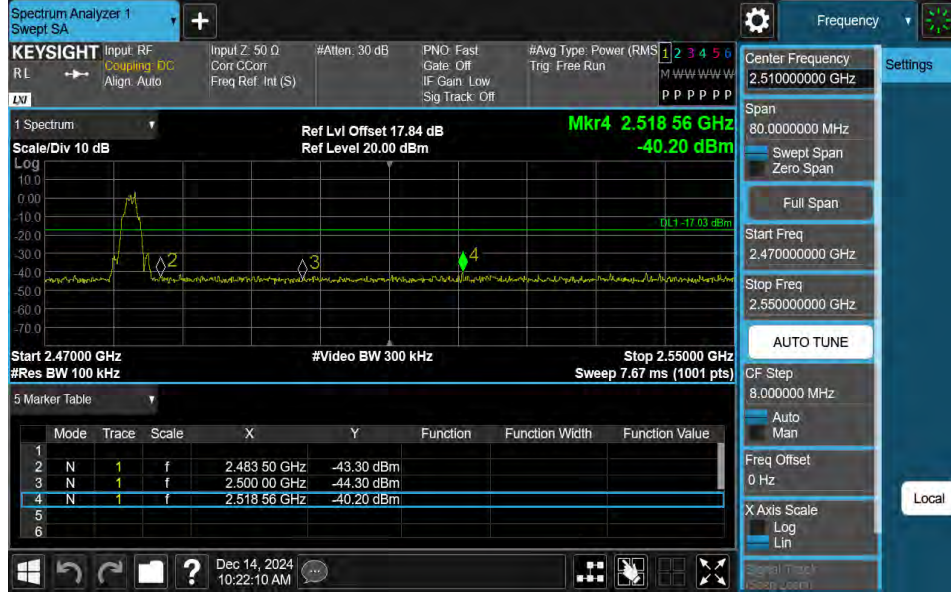 Spectrum Analyzer 1
Swept SA
+
Frequency
KEYSIGHT
RL
LXI
Input: RF
Coupling: DC
Align: Auto
Input Z: 50 Ω
Corr CCorr
Freq Ref: Int (S)
#Atten: 30 dB
PNO: Fast
Gate: Off
IF Gain: Low
Sig Track: Off
#Avg Type: Power (RMS
Trig: Free Run
1 2 3 4 5 6
M W W W W W
P P P P P P
1 Spectrum
Scale/Div 10 dB
Ref Lvl Offset 17.84 dB
Ref Level 20.00 dBm
Mkr4 2.518 56 GHz
-40.20 dBm
Log
10.0
0.00
-10.0
-20.0
-30.0
-40.0
-50.0
-60.0
-70.0
DL1 -17.03 dBm
2
3
4
Start 2.47000 GHz
#Video BW 300 kHz
Stop 2.55000 GHz
#Res BW 100 kHz
Sweep 7.67 ms (1001 pts)
5 Marker Table
Mode Trace Scale X Y Function Function Width Function Value
1
2 N 1 f 2.483 50 GHz -43.30 dBm
3 N 1 f 2.500 00 GHz -44.30 dBm
4 N 1 f 2.518 56 GHz -40.20 dBm
5
6
?
Dec 14, 2024
10:22:10 AM
Center Frequency
2.510000000 GHz
Settings
Span
80.0000000 MHz
Swept Span
Zero Span
Full Span
Start Freq
2.470000000 GHz
Stop Freq
2.550000000 GHz
AUTO TUNE
CF Step
8.000000 MHz
Auto
Man
Freq Offset
0 Hz
X Axis Scale
Log
Lin
Local
Signal Track
(Span Zoom)